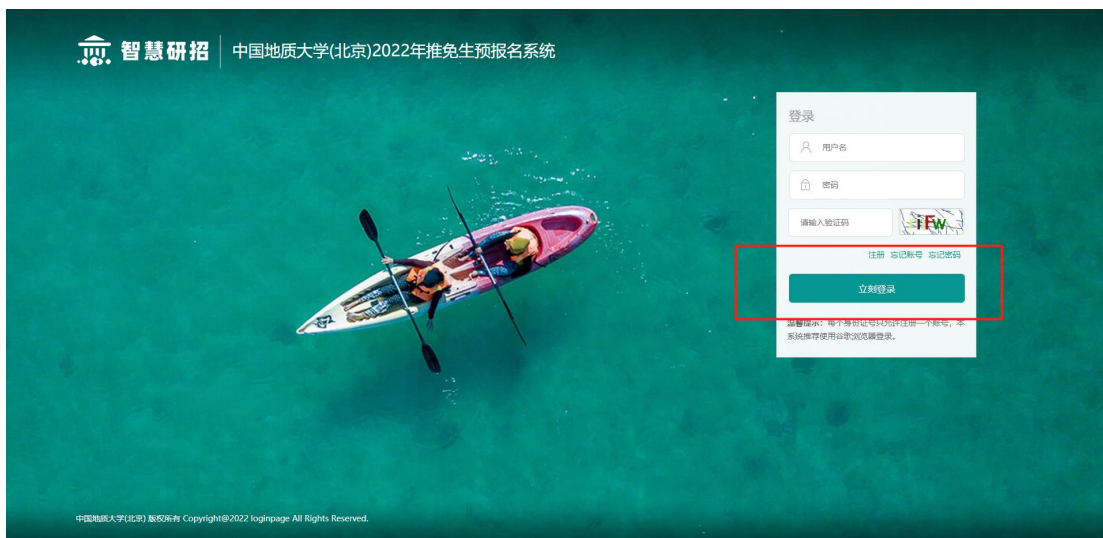 智慧研招 中国地质大学(北京)2022年推免生预报名系统
登录
用户名
密码
请输入验证码 iFW
注册 忘记账号 忘记密码
立刻登录
温馨提示：每个身份证号只允许注册一个账号，本
系统推荐使用谷歌浏览器登录。
中国地质大学(北京) 版权所有 Copyright@2022 loginpage All Rights Reserved.